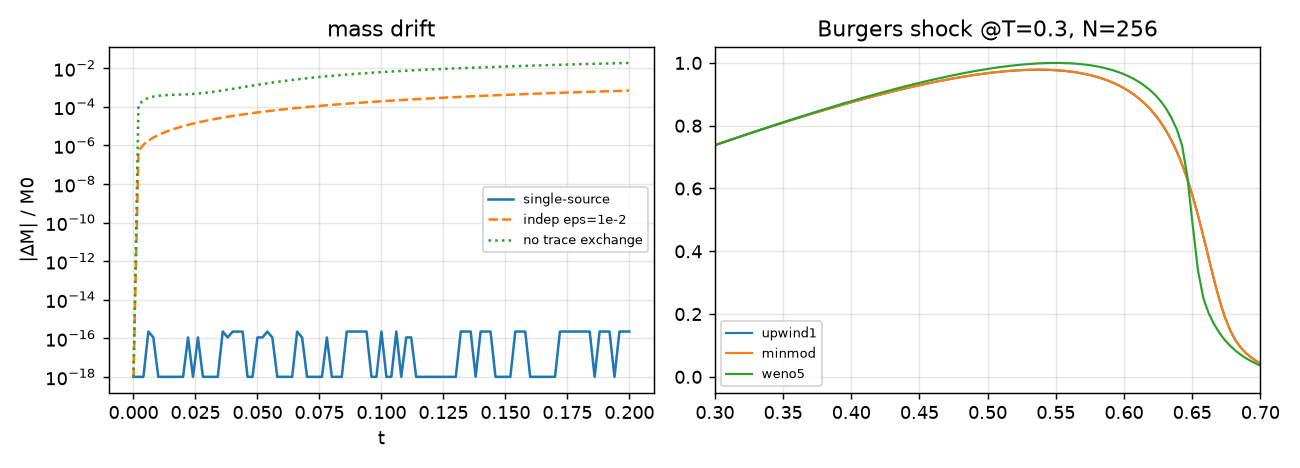 mass drift
|ΔM| / M0
10⁻²
10⁻⁴
10⁻⁶
10⁻⁸
10⁻¹⁰
10⁻¹²
10⁻¹⁴
10⁻¹⁶
10⁻¹⁸
single-source
indep eps=1e-2
no trace exchange
0.000 0.025 0.050 0.075 0.100 0.125 0.150 0.175 0.200
t
Burgers shock @T=0.3, N=256
1.0
0.8
0.6
0.4
0.2
0.0
upwind1
minmod
weno5
0.30 0.35 0.40 0.45 0.50 0.55 0.60 0.65 0.70